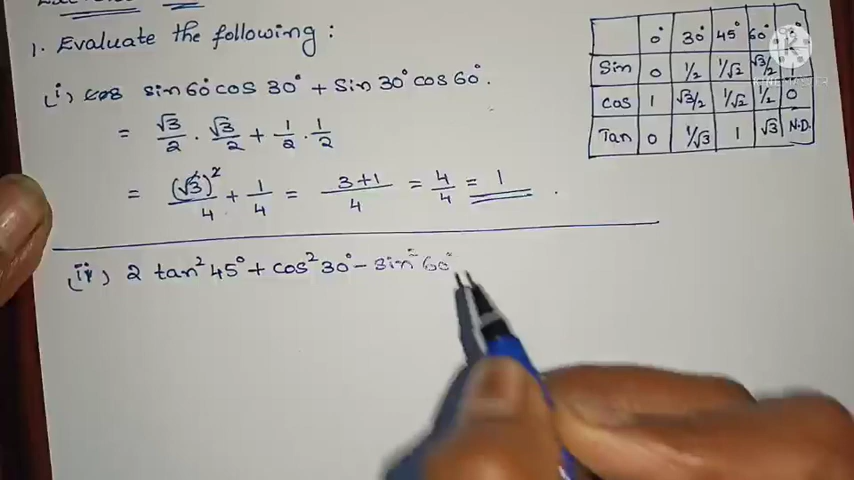 1. Evaluate the following :
(i) cos sin 60° cos 30° + Sin 30° cos 60°.
= √3/2 . √3/2 + 1/2 . 1/2
= (√3)²/4 + 1/4 = 3+1/4 = 4/4 = 1
(ii) 2 tan² 45° + cos² 30° - sin² 60°
0° 30° 45° 60°
Sin 0 1/2 1/√2 √3/2 1
Cos 1 √3/2 1/√2 1/2 0
Tan 0 1/√3 1 √3 N.D.